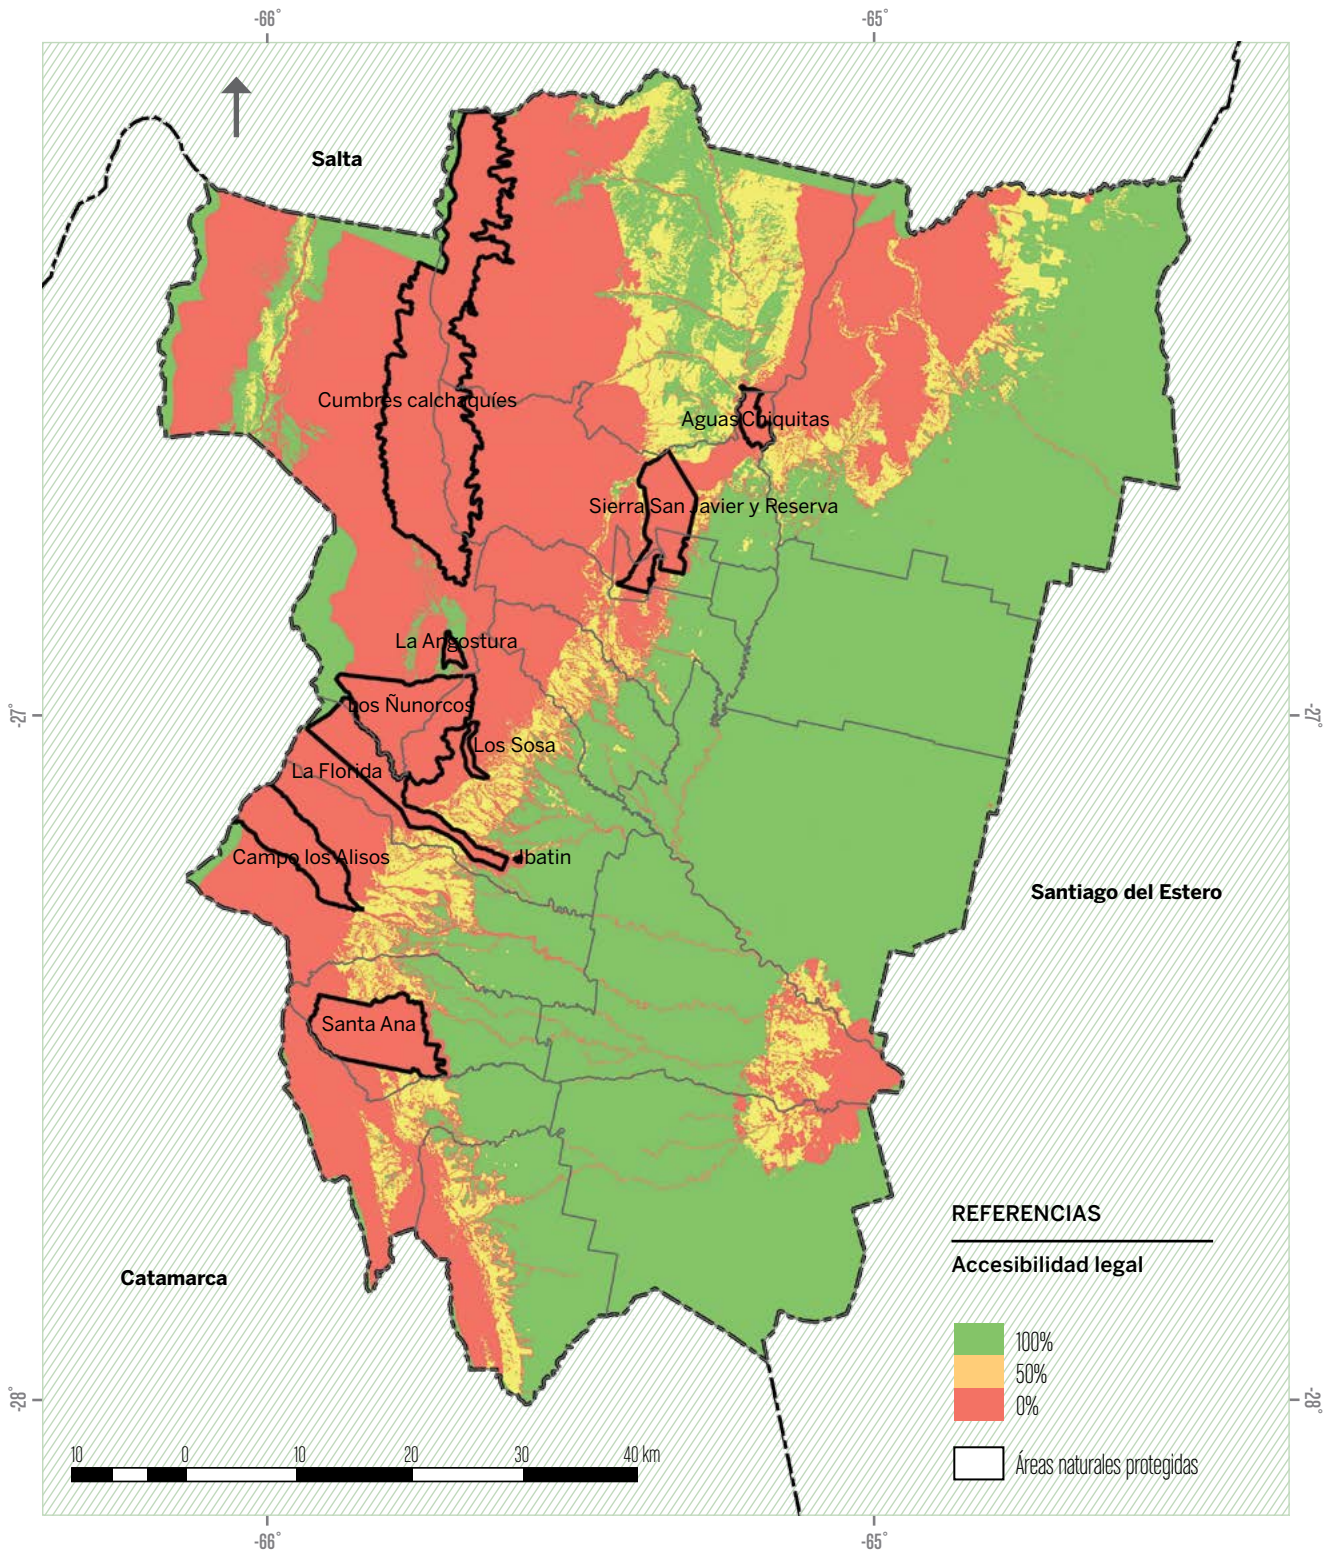 -66°
-65°
Salta
Cumbres calchaquíes
Aguas Chiquitas
Sierra San Javier y Reserva
La Angostura
Los Ñunorcos
-27°
-27°
Los Sosa
La Florida
Campo los Alisos
Ibatin
Santiago del Estero
Santa Ana
REFERENCIAS
Catamarca
Accesibilidad legal
100%
50%
0%
-28°
-28°
10 0 10 20 30 40 km
Áreas naturales protegidas
-66°
-65°